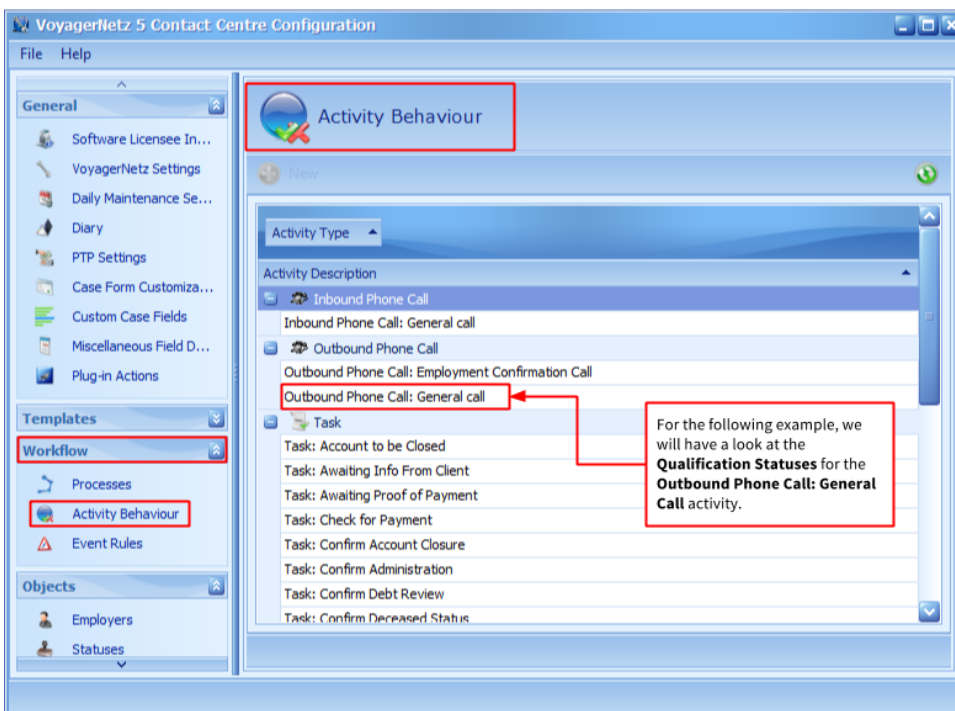 VoyagerNetz 5 Contact Centre Configuration
File Help
General
Software Licensee In...
VoyagerNetz Settings
Daily Maintenance Se...
Diary
PTP Settings
Case Form Customiza...
Custom Case Fields
Miscellaneous Field D...
Plug-in Actions
Templates
Workflow
Processes
Activity Behaviour
Event Rules
Objects
Employers
Statuses
Activity Behaviour
New
Activity Type
Activity Description
Inbound Phone Call
Inbound Phone Call: General call
Outbound Phone Call
Outbound Phone Call: Employment Confirmation Call
Outbound Phone Call: General call
Task
Task: Account to be Closed
Task: Awaiting Info From Client
Task: Awaiting Proof of Payment
Task: Check for Payment
Task: Confirm Account Closure
Task: Confirm Administration
Task: Confirm Debt Review
Task: Confirm Deceased Status
For the following example, we
will have a look at the
Qualification Statuses for the
Outbound Phone Call: General
Call activity.